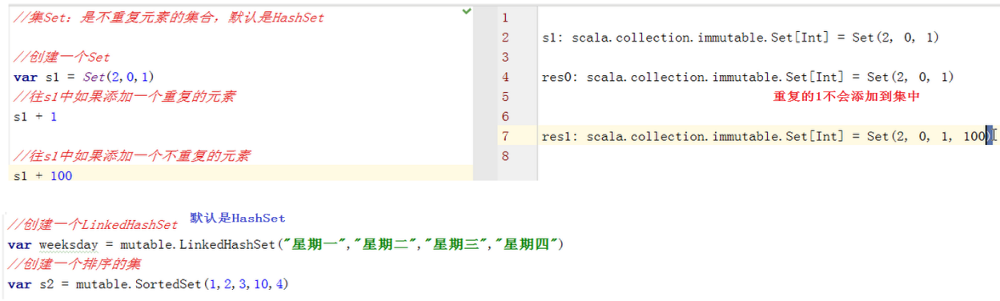 //集Set：是不重复元素的集合，默认是HashSet
//创建一个Set
var s1 = Set(2,0,1)
//往s1中如果添加一个重复的元素
s1 + 1
//往s1中如果添加一个不重复的元素
s1 + 100
1
2 s1: scala.collection.immutable.Set[Int] = Set(2, 0, 1)
3
4 res0: scala.collection.immutable.Set[Int] = Set(2, 0, 1)
5 重复的1不会添加到集中
6
7 res1: scala.collection.immutable.Set[Int] = Set(2, 0, 1, 100)
8
//创建一个LinkedHashSet 默认是HashSet
var weeksday = mutable.LinkedHashSet("星期一","星期二","星期三","星期四")
//创建一个排序的集
var s2 = mutable.SortedSet(1,2,3,10,4)